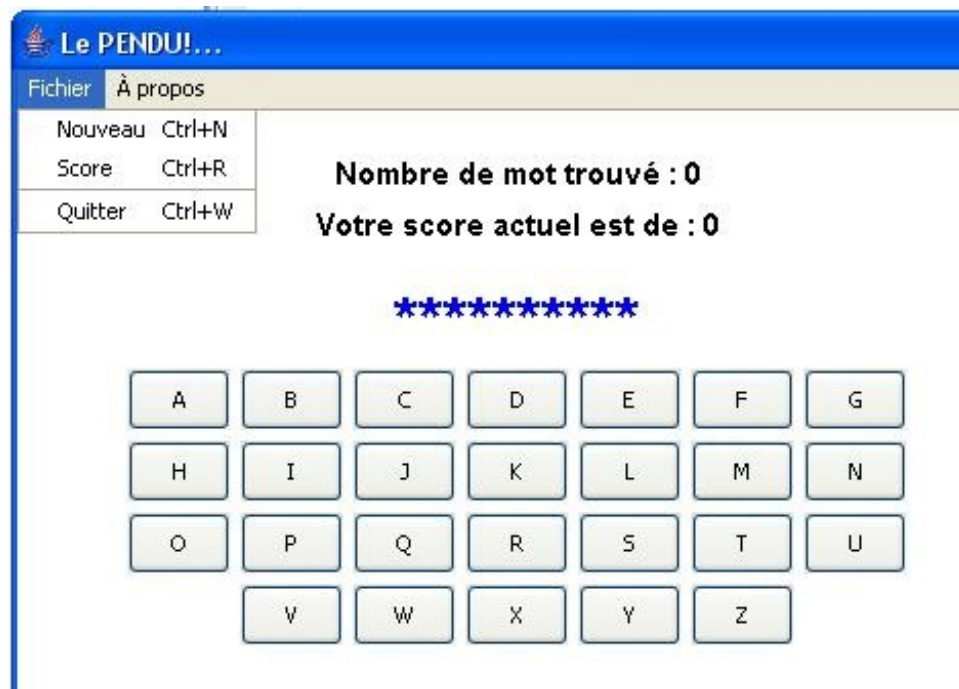 Le PENDU!...
Fichier À propos
Nouveau Ctrl+N
Score Ctrl+R
Quitter Ctrl+W
Nombre de mot trouvé : 0
Votre score actuel est de : 0
**********
A B C D E F G
H I J K L M N
O P Q R S T U
V W X Y Z